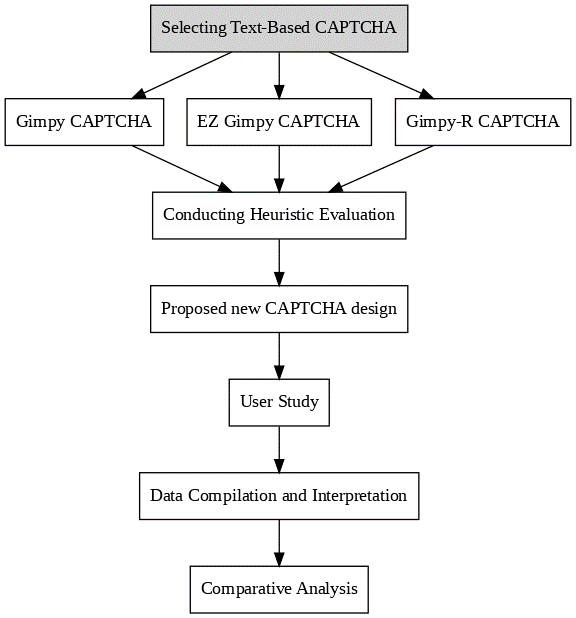 Selecting Text-Based CAPTCHA
Gimpy CAPTCHA
EZ Gimpy CAPTCHA
Gimpy-R CAPTCHA
Conducting Heuristic Evaluation
Proposed new CAPTCHA design
User Study
Data Compilation and Interpretation
Comparative Analysis